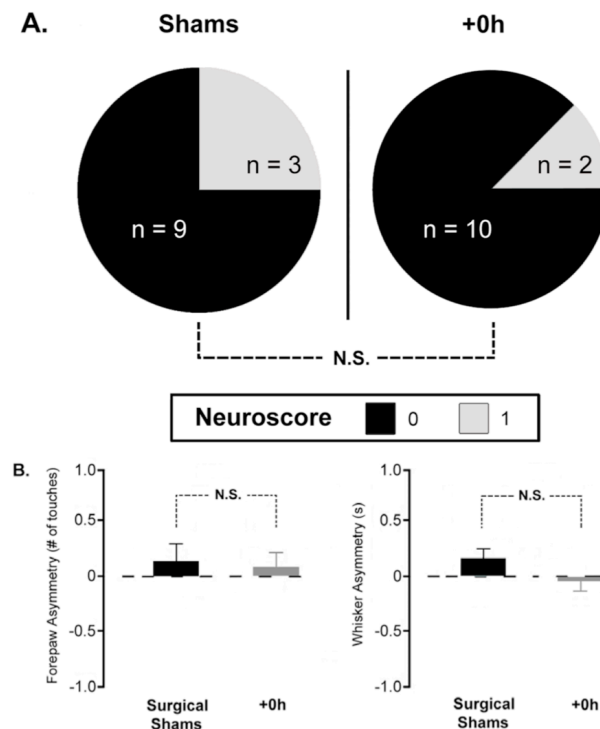 A.
Shams
+0h
n = 3
n = 2
n = 9
n = 10
N.S.
Neuroscore
0
1
B.
Forepaw Asymmetry (# of touches)
1.0
0.5
0
-0.5
-1.0
N.S.
Surgical
Shams
+0h
Whisker Asymmetry (s)
1.0
0.5
0
-0.5
-1.0
N.S.
Surgical
Shams
+0h